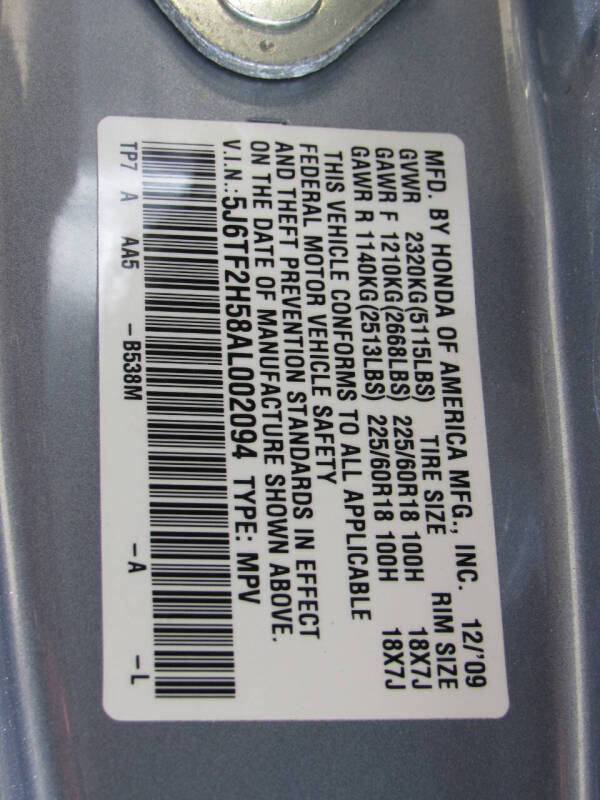 MFD. BY HONDA OF AMERICA MFG., INC. 12/'09
GVWR 2320KG(5115LBS) TIRE SIZE RIM SIZE
GAWR F 1210KG(2668LBS) 225/60R18 100H 18X7J
GAWR R 1140KG(2513LBS) 225/60R18 100H 18X7J
THIS VEHICLE CONFORMS TO ALL APPLICABLE
FEDERAL MOTOR VEHICLE SAFETY
AND THEFT PREVENTION STANDARDS IN EFFECT
ON THE DATE OF MANUFACTURE SHOWN ABOVE.
V.I.N.:5J6TF2H58AL002094 TYPE: MPV
TP7 A AA5 -B538M -A -L